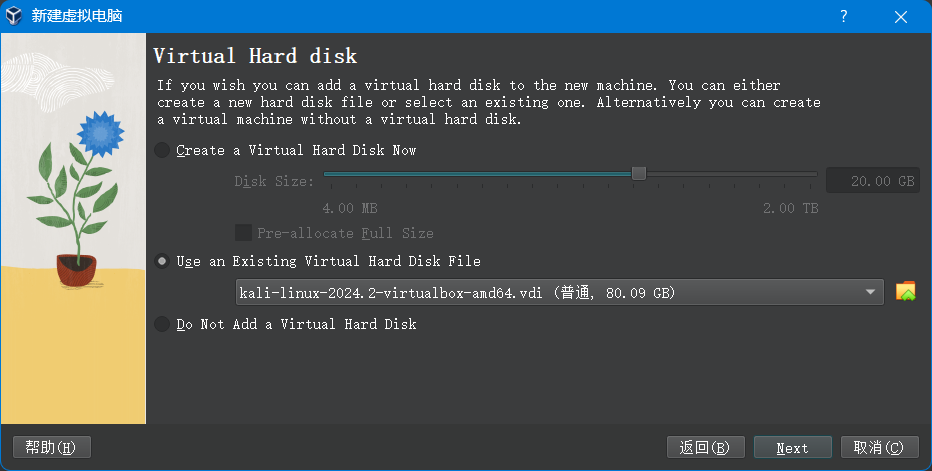 新建虚拟电脑
?
Virtual Hard disk
If you wish you can add a virtual hard disk to the new machine. You can either
create a new hard disk file or select an existing one. Alternatively you can create
a virtual machine without a virtual hard disk.
Create a Virtual Hard Disk Now
Disk Size:
20.00 GB
4.00 MB
2.00 TB
Pre-allocate Full Size
Use an Existing Virtual Hard Disk File
kali-linux-2024.2-virtualbox-amd64.vdi (普通, 80.09 GB)
Do Not Add a Virtual Hard Disk
帮助(H)
返回(B)
Next
取消(C)